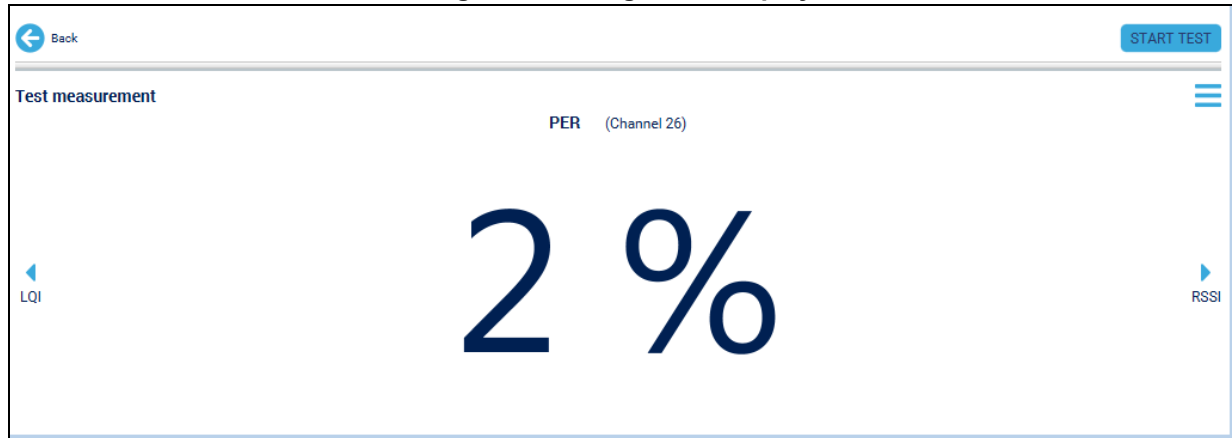 Back
START TEST
Test measurement
PER (Channel 26)
2 %
LQI
RSSI